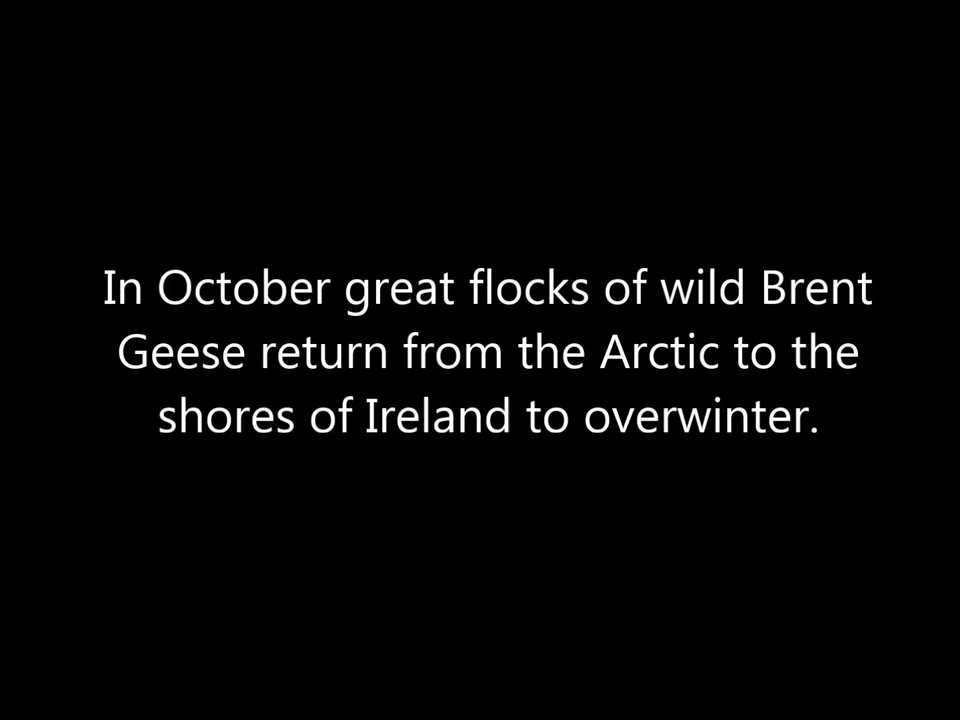 In October great flocks of wild Brent
Geese return from the Arctic to the
shores of Ireland to overwinter.